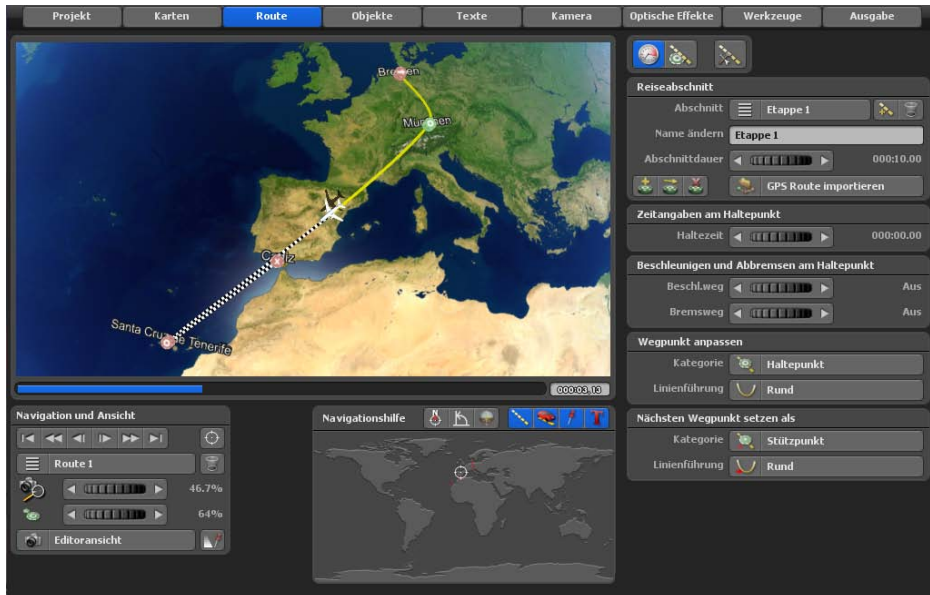 Projekt Karten Route Objekte Texte Kamera Optische Effekte Werkzeuge Ausgabe
Bremen
München
Cadiz
Santa Cruz de Tenerife
000:03,13
Reiseabschnitt
Abschnitt Etappe 1
Name ändern Etappe 1
Abschnittdauer 000:10.00
GPS Route importieren
Zeitangaben am Haltepunkt
Haltezeit 000:00.00
Beschleunigen und Abbremsen am Haltepunkt
Beschl.weg Aus
Bremsweg Aus
Wegpunkt anpassen
Kategorie Haltepunkt
Linienführung Rund
Nächsten Wegpunkt setzen als
Kategorie Stützpunkt
Linienführung Rund
Navigation und Ansicht
Route 1
46.7%
64%
Editoransicht
Navigationshilfe